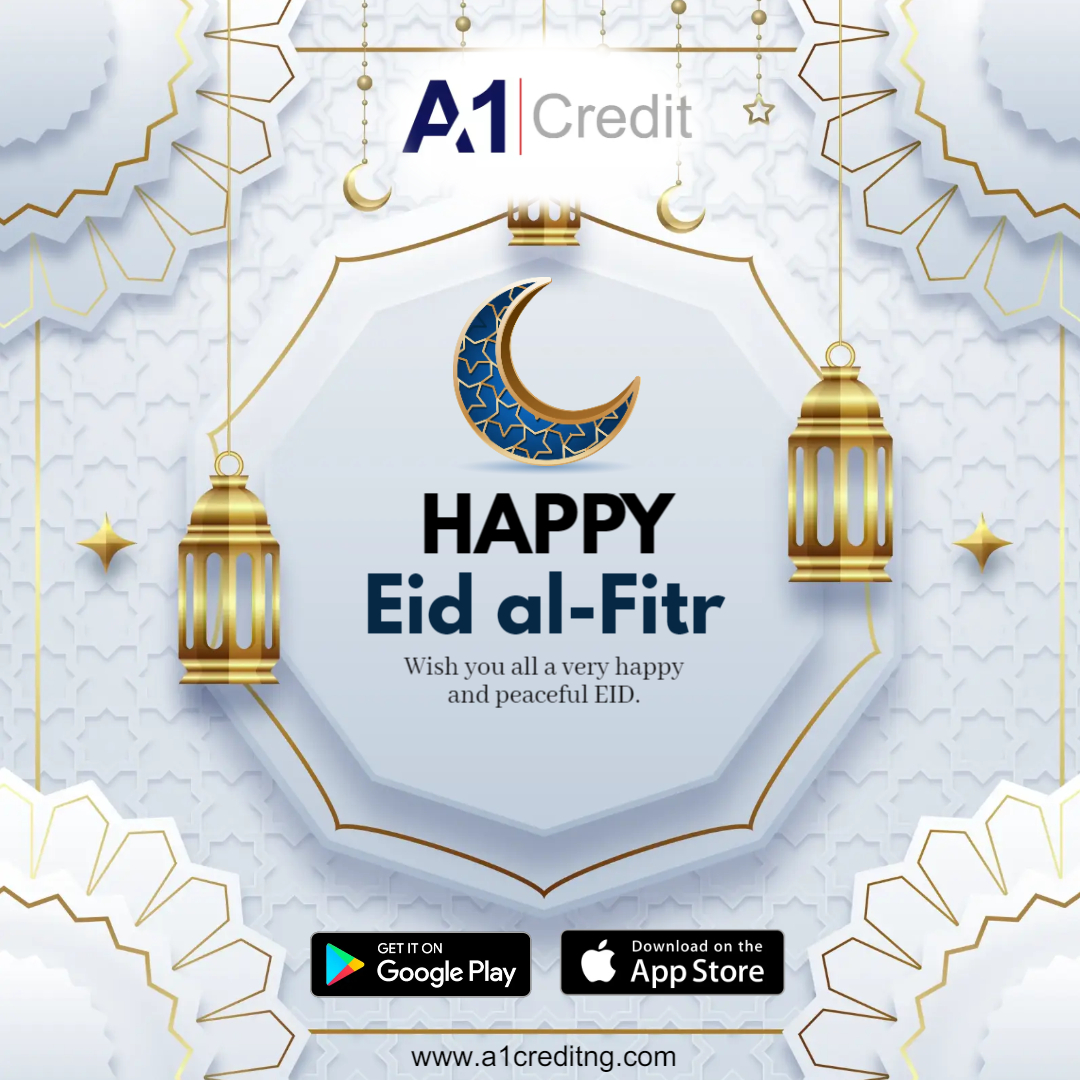 A1 Credit
HAPPY
Eid al-Fitr
Wish you all a very happy
and peaceful EID.
GET IT ON
Google Play
Download on the
App Store
www.a1creditng.com